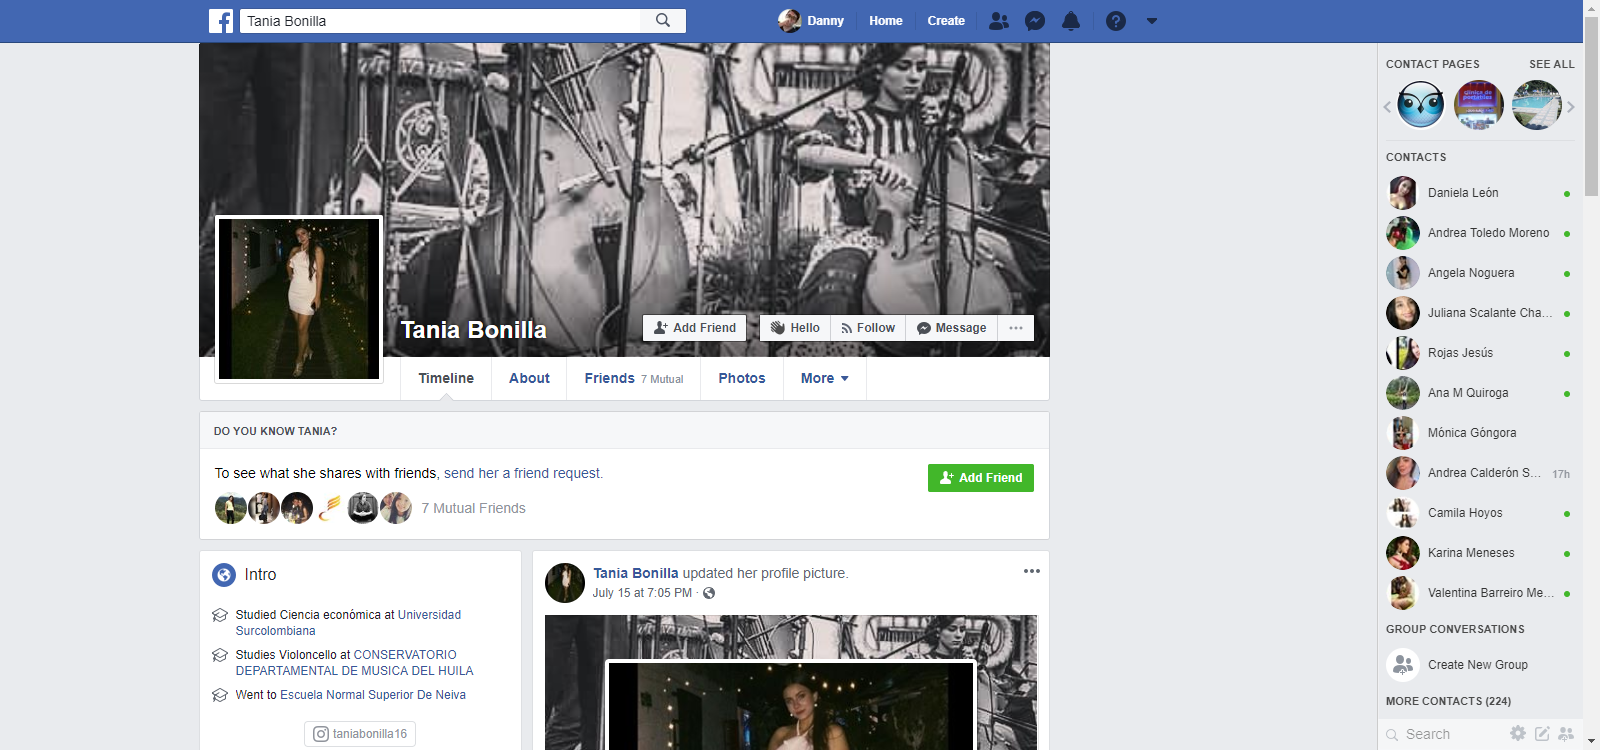 Tania Bonilla
Danny
Home
Create
Tania Bonilla
Add Friend
Hello
Follow
Message
Timeline
About
Friends 7 Mutual
Photos
More
DO YOU KNOW TANIA?
To see what she shares with friends, send her a friend request.
Add Friend
7 Mutual Friends
Intro
Studied Ciencia económica at Universidad
Surcolombiana
Studies Violoncello at CONSERVATORIO
DEPARTAMENTAL DE MUSICA DEL HUILA
Went to Escuela Normal Superior De Neiva
taniabonilla16
Tania Bonilla updated her profile picture.
July 15 at 7:05 PM ·
CONTACT PAGES
SEE ALL
CONTACTS
Daniela León
Andrea Toledo Moreno
Angela Noguera
Juliana Scalante Cha...
Rojas Jesús
Ana M Quiroga
Mónica Góngora
Andrea Calderón S... 17h
Camila Hoyos
Karina Meneses
Valentina Barreiro Me...
GROUP CONVERSATIONS
Create New Group
MORE CONTACTS (224)
Search